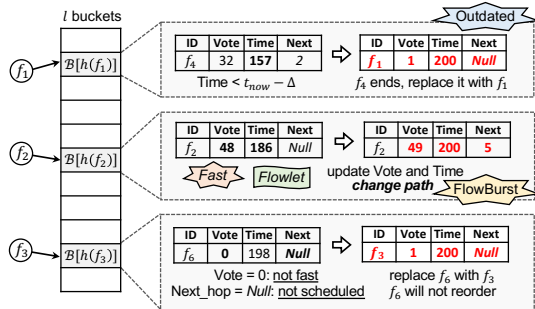 l buckets
Outdated
ID Vote Time Next
f4 32 157 2
Time < t_now − Δ
ID Vote Time Next
f1 1 200 Null
f4 ends, replace it with f1
f1
B[h(f1)]
ID Vote Time Next
f2 48 186 Null
Fast
Flowlet
ID Vote Time Next
f2 49 200 5
update Vote and Time
change path
FlowBurst
f2
B[h(f2)]
ID Vote Time Next
f6 0 198 Null
Vote = 0: not fast
Next_hop = Null: not scheduled
ID Vote Time Next
f3 1 200 Null
replace f6 with f3
f6 will not reorder
f3
B[h(f3)]